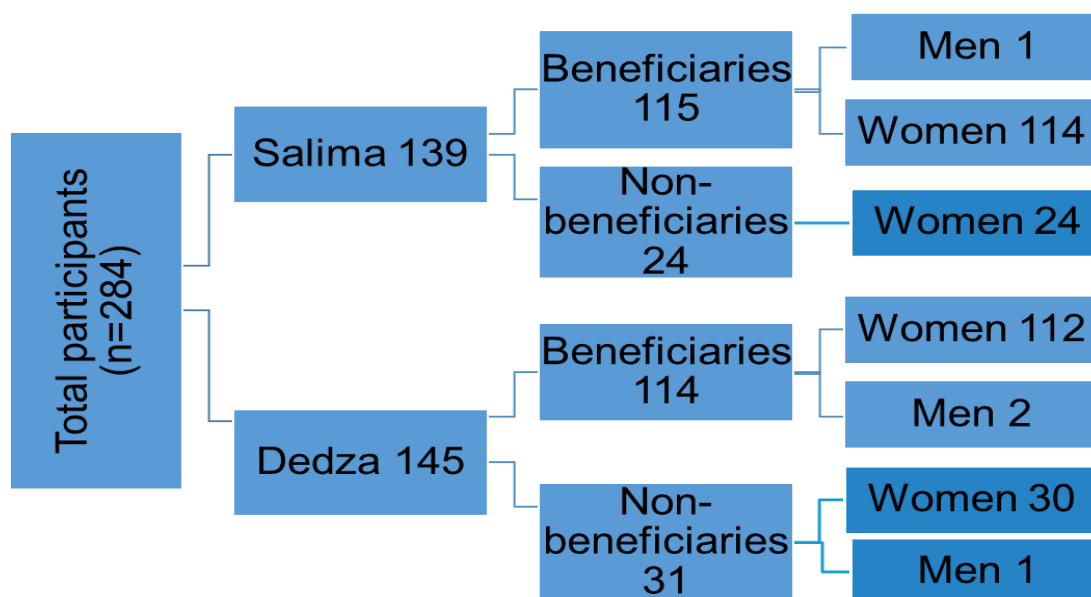 Total participants
(n=284)
Salima 139
Beneficiaries
115
Men 1
Women 114
Non-
beneficiaries
24
Women 24
Dedza 145
Beneficiaries
114
Women 112
Men 2
Non-
beneficiaries
31
Women 30
Men 1